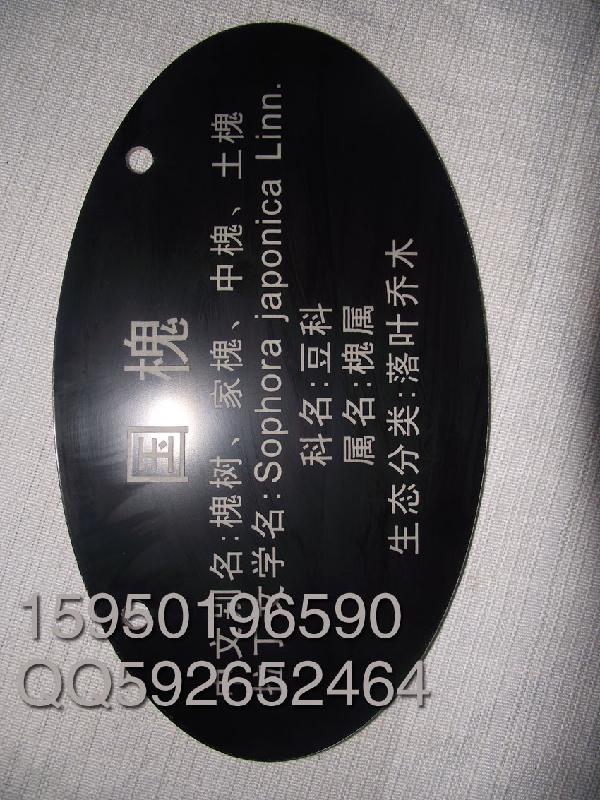 国槐
文别名:槐树、家槐、中槐、土槐
拉丁文学名:Sophora japonica Linn.
科名:豆科
属名:槐属
生态分类:落叶乔木
15950196590
QQ592652464